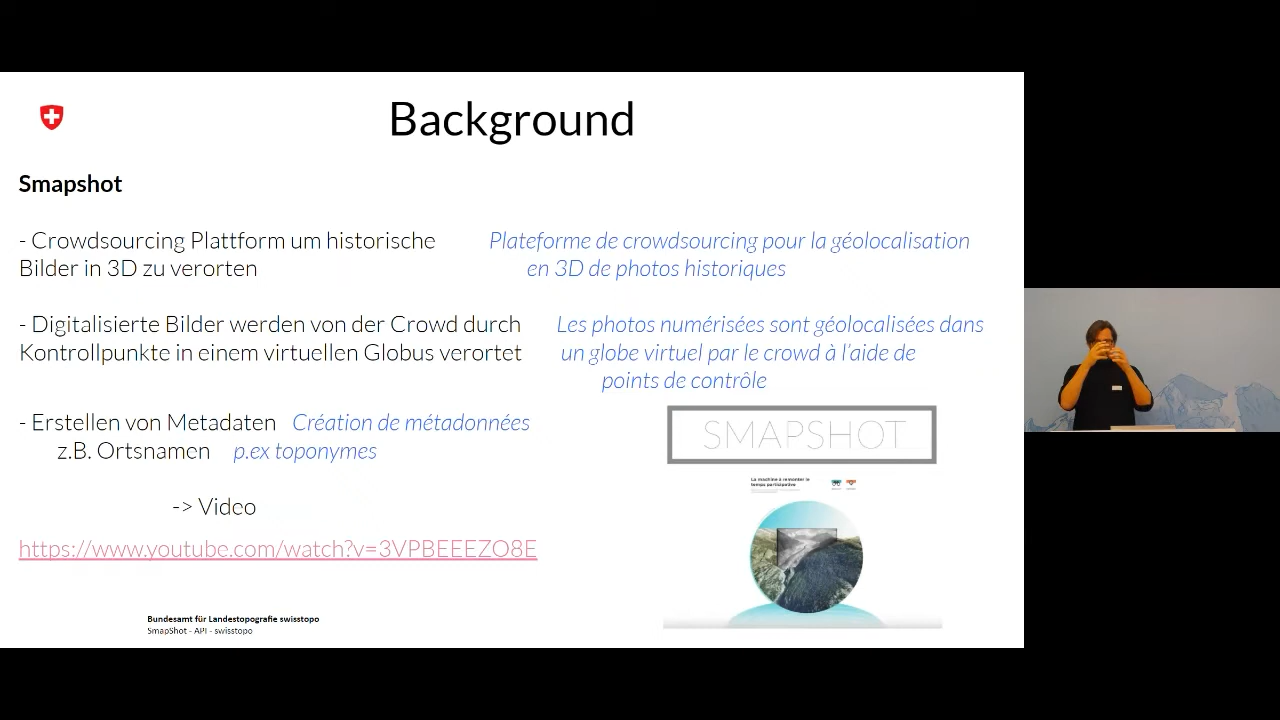 Background
Smapshot
- Crowdsourcing Plattform um historische
Bilder in 3D zu verorten
Plateforme de crowdsourcing pour la géolocalisation
en 3D de photos historiques
- Digitalisierte Bilder werden von der Crowd durch
Kontrollpunkte in einem virtuellen Globus verortet
Les photos numérisées sont géolocalisées dans
un globe virtuel par le crowd à l'aide de
points de contrôle
- Erstellen von Metadaten Création de métadonnées
z.B. Ortsnamen p.ex toponymes
-> Video
https://www.youtube.com/watch?v=3VPBEEEZO8E
SMAPSHOT
La machine à remonter le
temps participative
Bundesamt für Landestopografie swisstopo
SmapShot - API - swisstopo